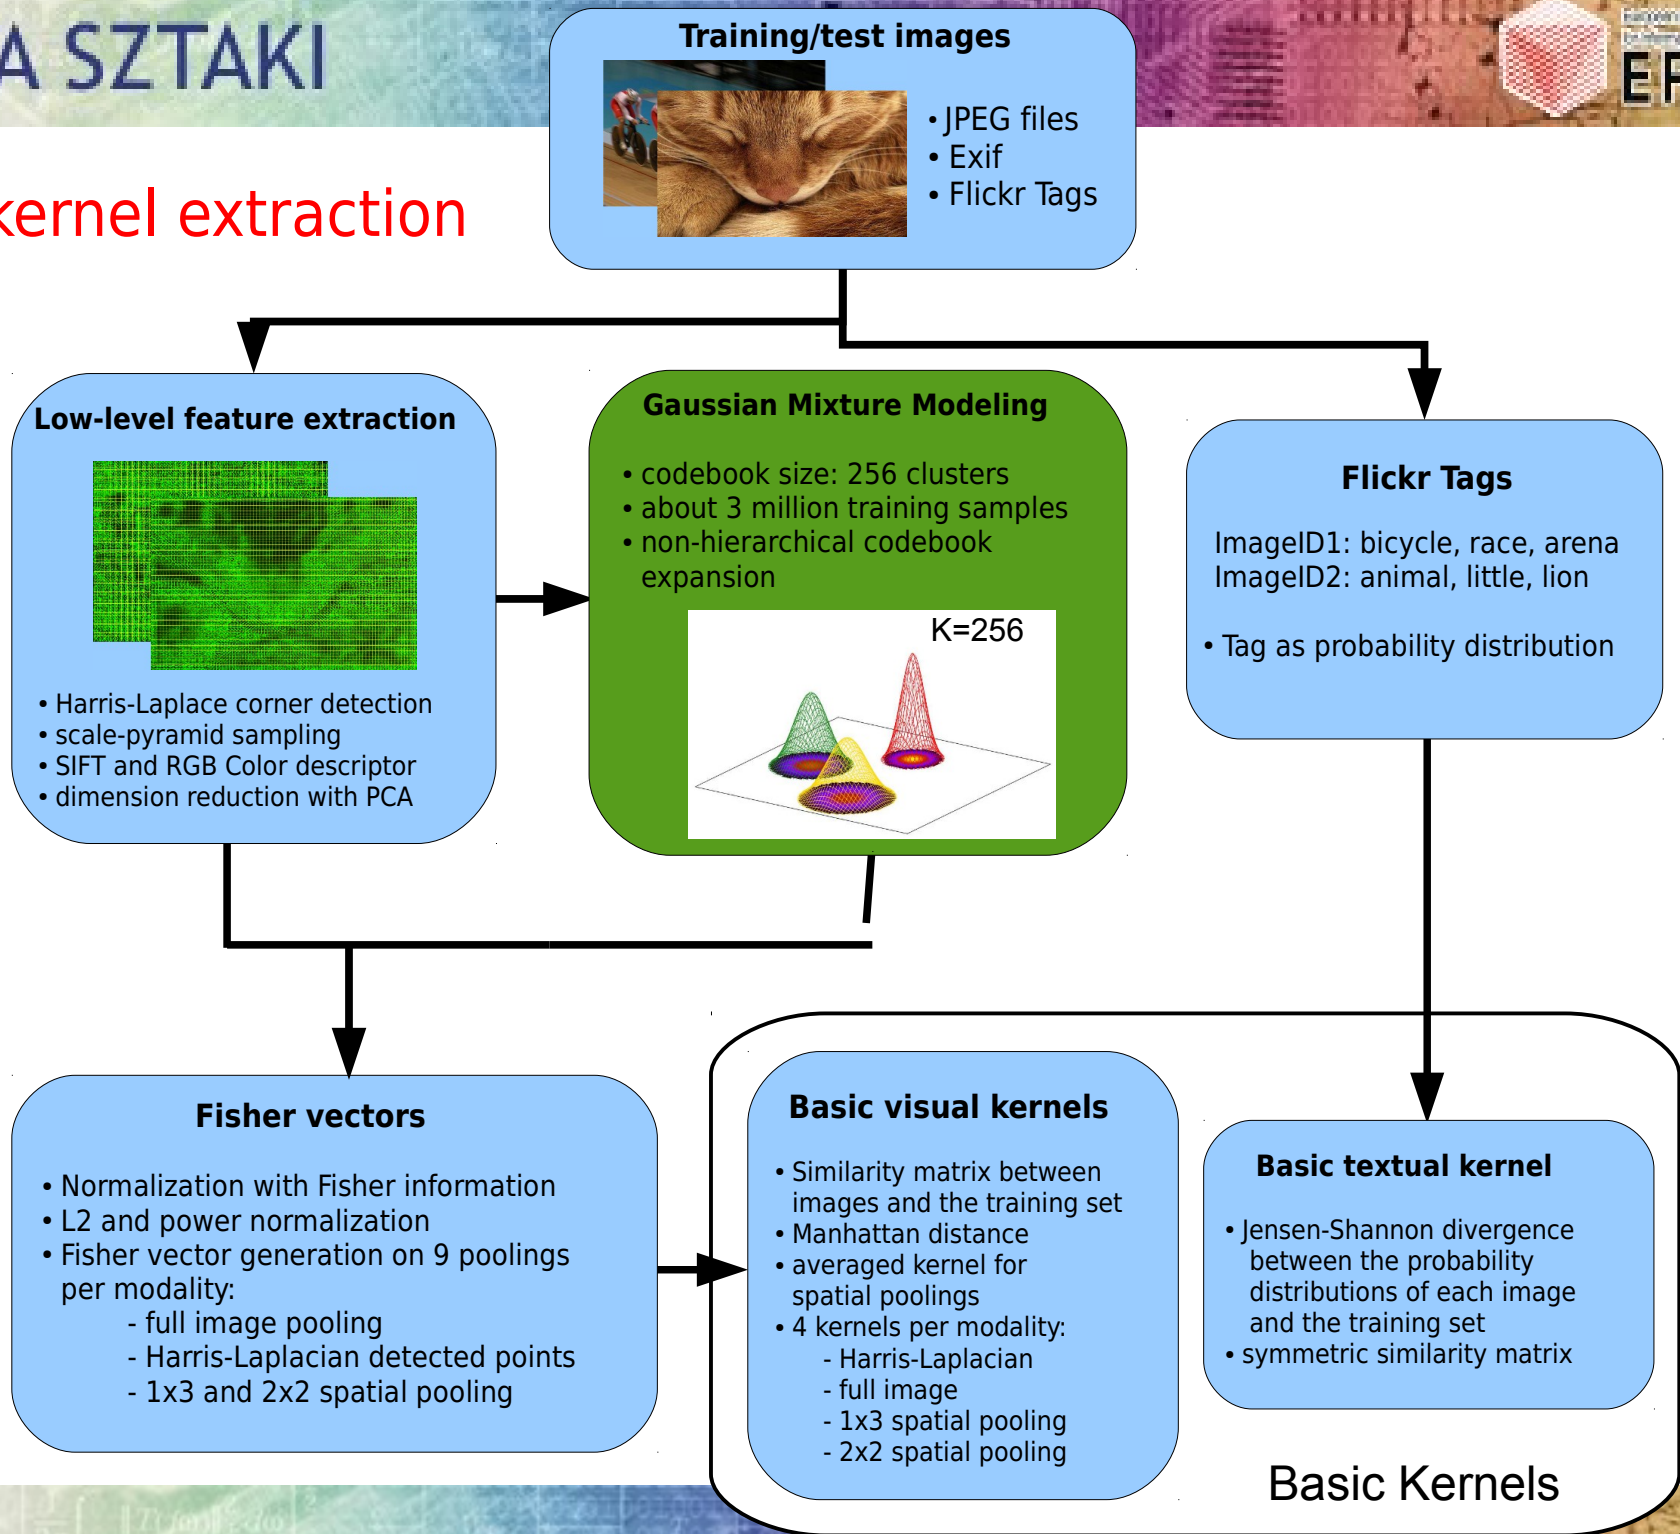 A SZTAKI
Training/test images
• JPEG files
• Exif
• Flickr Tags
kernel extraction
Low-level feature extraction
• Harris-Laplace corner detection
• scale-pyramid sampling
• SIFT and RGB Color descriptor
• dimension reduction with PCA
Gaussian Mixture Modeling
• codebook size: 256 clusters
• about 3 million training samples
• non-hierarchical codebook
expansion
K=256
Flickr Tags
ImageID1: bicycle, race, arena
ImageID2: animal, little, lion
• Tag as probability distribution
Fisher vectors
• Normalization with Fisher information
• L2 and power normalization
• Fisher vector generation on 9 poolings
per modality:
- full image pooling
- Harris-Laplacian detected points
- 1x3 and 2x2 spatial pooling
Basic visual kernels
• Similarity matrix between
images and the training set
• Manhattan distance
• averaged kernel for
spatial poolings
• 4 kernels per modality:
- Harris-Laplacian
- full image
- 1x3 spatial pooling
- 2x2 spatial pooling
Basic textual kernel
• Jensen-Shannon divergence
between the probability
distributions of each image
and the training set
• symmetric similarity matrix
Basic Kernels